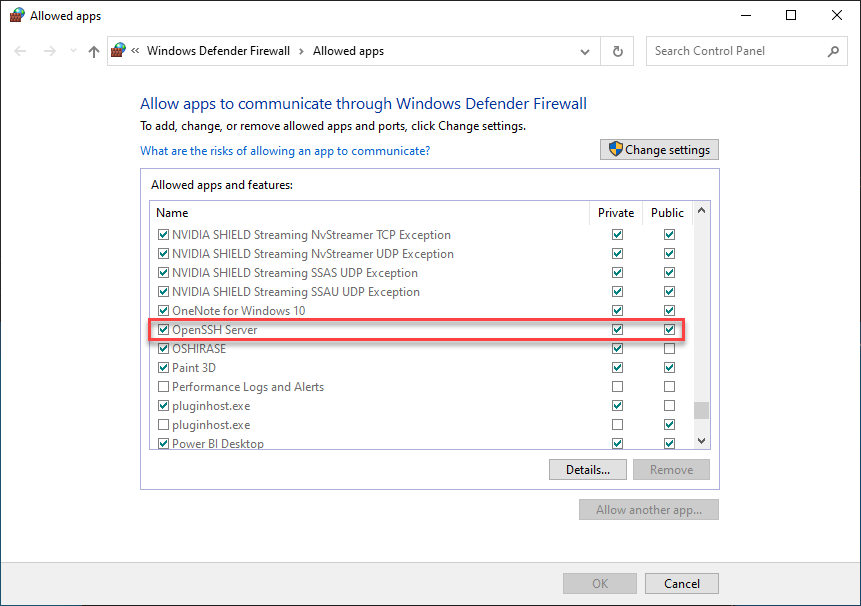 Allowed apps
« Windows Defender Firewall › Allowed apps
Search Control Panel
Allow apps to communicate through Windows Defender Firewall
To add, change, or remove allowed apps and ports, click Change settings.
What are the risks of allowing an app to communicate?
Change settings
Allowed apps and features:
Name Private Public
NVIDIA SHIELD Streaming NvStreamer TCP Exception
NVIDIA SHIELD Streaming NvStreamer UDP Exception
NVIDIA SHIELD Streaming SSAS UDP Exception
NVIDIA SHIELD Streaming SSAU UDP Exception
OneNote for Windows 10
OpenSSH Server
OSHIRASE
Paint 3D
Performance Logs and Alerts
pluginhost.exe
pluginhost.exe
Power BI Desktop
Details... Remove
Allow another app...
OK Cancel